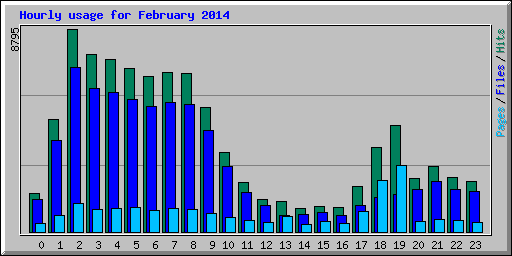 Hourly usage for February 2014
8795
Pages / Files / Hits
0 1 2 3 4 5 6 7 8 9 10 11 12 13 14 15 16 17 18 19 20 21 22 23